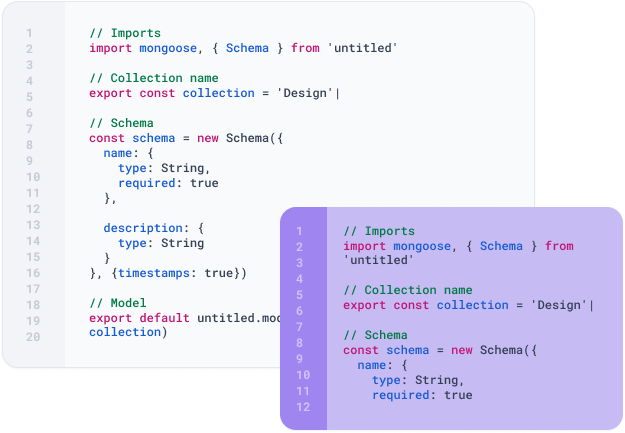 1
2
3
4
5
6
7
8
9
10
11
12
13
14
15
16
17
18
19
20
// Imports
import mongoose, { Schema } from 'untitled'
// Collection name
export const collection = 'Design'|
// Schema
const schema = new Schema({
name: {
type: String,
required: true
},
description: {
type: String
}
}, {timestamps: true})
// Model
export default untitled.mod
collection)
1
2
3
4
5
6
7
8
9
10
11
12
// Imports
import mongoose, { Schema } from
'untitled'
// Collection name
export const collection = 'Design'|
// Schema
const schema = new Schema({
name: {
type: String,
required: true